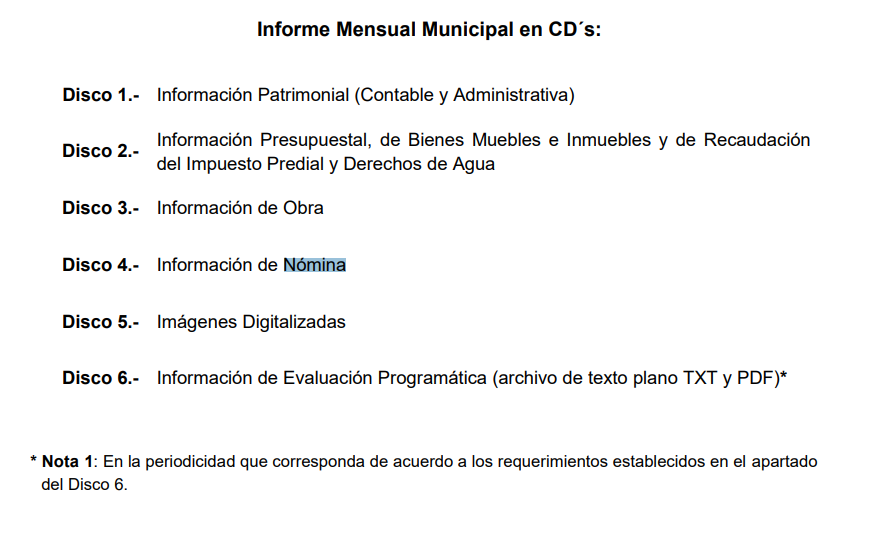 Informe Mensual Municipal en CD´s:
Disco 1.- Información Patrimonial (Contable y Administrativa)
Disco 2.- Información Presupuestal, de Bienes Muebles e Inmuebles y de Recaudación
del Impuesto Predial y Derechos de Agua
Disco 3.- Información de Obra
Disco 4.- Información de Nómina
Disco 5.- Imágenes Digitalizadas
Disco 6.- Información de Evaluación Programática (archivo de texto plano TXT y PDF)*
* Nota 1: En la periodicidad que corresponda de acuerdo a los requerimientos establecidos en el apartado
del Disco 6.